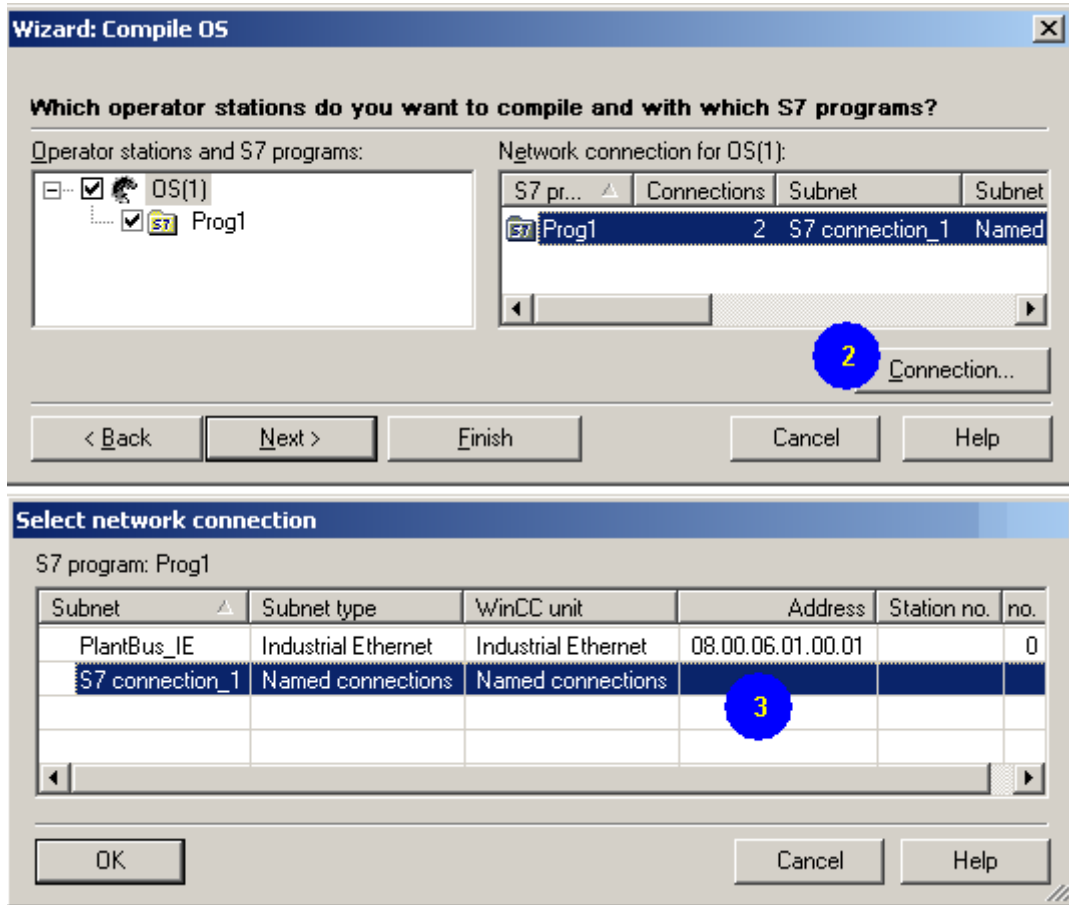 Wizard: Compile OS
Which operator stations do you want to compile and with which S7 programs?
Operator stations and S7 programs:
Network connection for OS(1):
OS(1)
S7 Prog1
S7 pr... Connections Subnet Subnet
S7 Prog1 2 S7 connection_1 Named
2
Connection...
< Back Next > Finish Cancel Help
Select network connection
S7 program: Prog1
Subnet Subnet type WinCC unit Address Station no. no.
PlantBus_IE Industrial Ethernet Industrial Ethernet 08.00.06.01.00.01 0
S7 connection_1 Named connections Named connections
3
OK Cancel Help